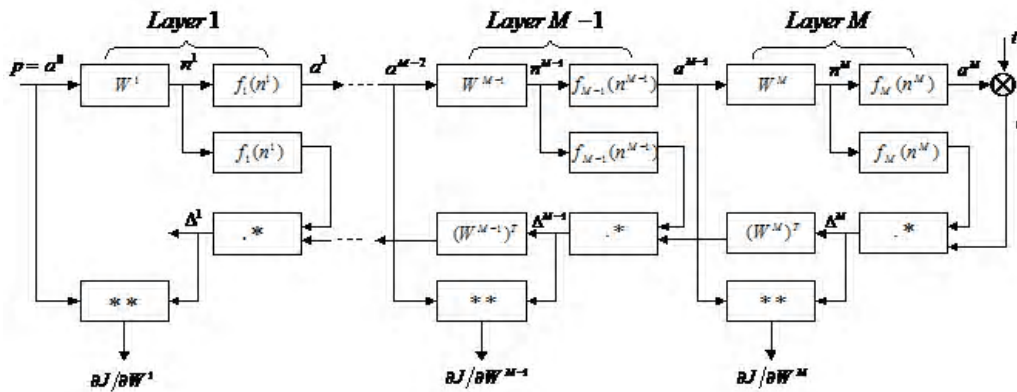 Layer 1 Layer M−1 Layer M
p = a⁰ W¹ n¹ f₁(n¹) a¹ a^{M−2} W^{M−1} n^{M−1} f_{M−1}(n^{M−1}) a^{M−1} W^M n^M f_M(n^M) a^M
f₁(n¹) f_{M−1}(n^{M−1}) f_M(n^M)
Δ¹ .* (W^{M−1})^T Δ^{M−1} .* (W^M)^T Δ^M .*
** ** **
∂J/∂W¹ ∂J/∂W^{M−1} ∂J/∂W^M